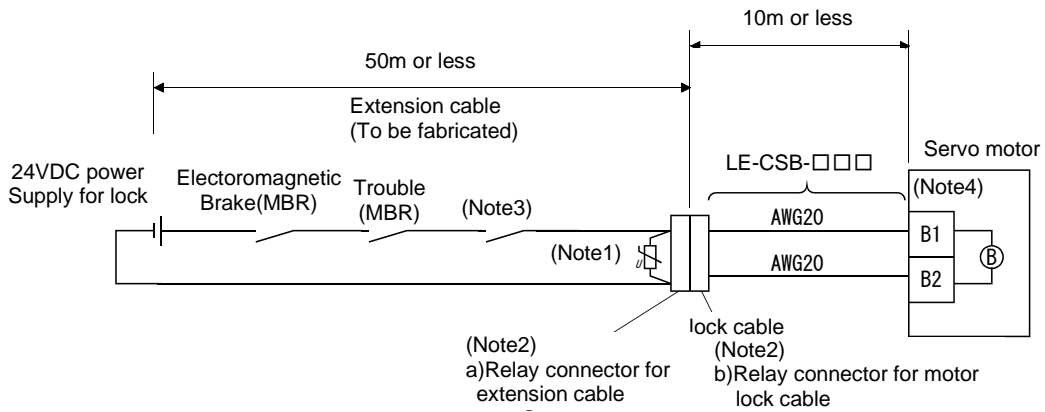 10m or less
50m or less
Extension cable
(To be fabricated)
24VDC power
Supply for lock
Electoromagnetic
Brake(MBR)
Trouble
(MBR)
(Note3)
(Note1)
U
LE-CSB-□□□
AWG20
AWG20
Servo motor
(Note4)
B1
B2
B
(Note2)
a)Relay connector for
extension cable
lock cable
(Note2)
b)Relay connector for motor
lock cable